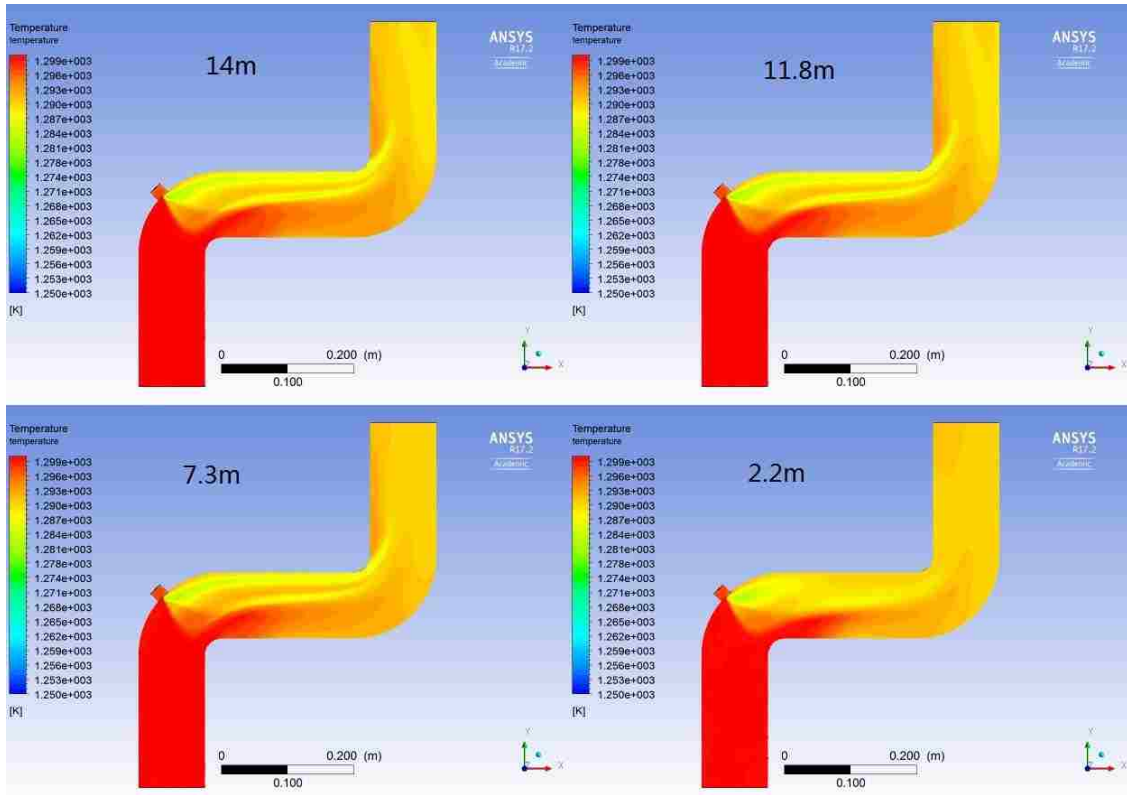 Temperature
temperature
1.299e+003
1.296e+003
1.293e+003
1.290e+003
1.287e+003
1.284e+003
1.281e+003
1.278e+003
1.274e+003
1.271e+003
1.268e+003
1.265e+003
1.262e+003
1.259e+003
1.256e+003
1.253e+003
1.250e+003
[K]
14m
ANSYS
R17.2
Academic
0 0.200 (m)
0.100
Y
Z X
Temperature
temperature
1.299e+003
1.296e+003
1.293e+003
1.290e+003
1.287e+003
1.284e+003
1.281e+003
1.278e+003
1.274e+003
1.271e+003
1.268e+003
1.265e+003
1.262e+003
1.259e+003
1.256e+003
1.253e+003
1.250e+003
[K]
11.8m
ANSYS
R17.2
Academic
0 0.200 (m)
0.100
Y
Z X
Temperature
temperature
1.299e+003
1.296e+003
1.293e+003
1.290e+003
1.287e+003
1.284e+003
1.281e+003
1.278e+003
1.274e+003
1.271e+003
1.268e+003
1.265e+003
1.262e+003
1.259e+003
1.256e+003
1.253e+003
1.250e+003
[K]
7.3m
ANSYS
R17.2
Academic
0 0.200 (m)
0.100
Y
Z X
Temperature
temperature
1.299e+003
1.296e+003
1.293e+003
1.290e+003
1.287e+003
1.284e+003
1.281e+003
1.278e+003
1.274e+003
1.271e+003
1.268e+003
1.265e+003
1.262e+003
1.259e+003
1.256e+003
1.253e+003
1.250e+003
[K]
2.2m
ANSYS
R17.2
Academic
0 0.200 (m)
0.100
Y
Z X